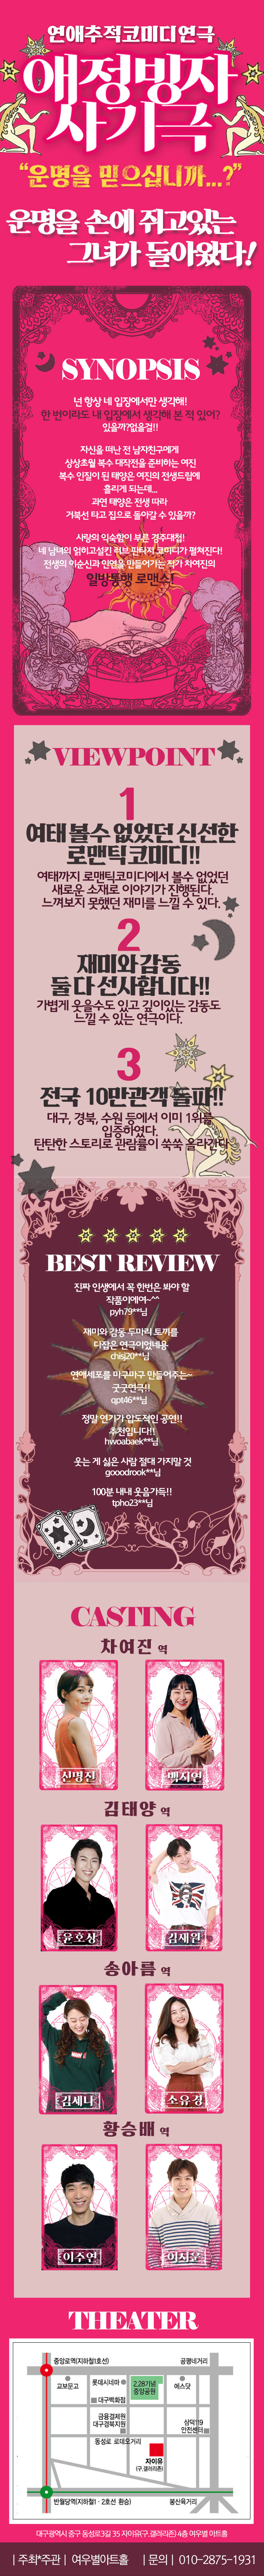 연애추적코미디연극
애정빙자
사기극
“운명을 믿으십니까...?”
운명을 손에 쥐고있는
그녀가 돌아왔다!
SYNOPSIS
넌 항상 네 입장에서만 생각해!
한 번이라도 내 입장에서 생각해 본 적 있어?
있을까?없을걸!!
자신을 떠난 전 남자친구에게
상상초월 복수 대작전을 준비하는 여진
복수 인질이 된 태양은 여진의 전생드립에
흘리게 되는데...
과연 태양은 전생 따라
거북선 타고 집으로 돌아갈 수 있을까?
사랑의 익숙함이 부른 경주대첩!
네 남녀의 얽히고설킨 러브 판타지 코미디가 펼쳐진다!
전생의 이순신과 인연을 만들어가는 작가 차여진의
일방통행 로맨스!
VIEWPOINT
1
여태 볼수 없었던 신선한
로맨틱코미디!!
여태까지 로맨틱코미디에서 볼수 없었던
새로운 소재로 이야기가 진행된다.
느껴보지 못했던 재미를 느낄 수 있다.
2
재미와 감동
둘 다 선사합니다!!
가볍게 웃을수도 있고 깊이있는 감동도
느낄 수 있는 연극이다.
3
전국 10만관객 돌파!!
대구, 경북, 수원 등에서 이미 1위를
입증하였다.
탄탄한 스토리로 관람률이 쑥쑥 올라간다.
BEST REVIEW
진짜 인생에서 꼭 한번은 봐야 할
작품이에여~^^
pyh79**님
재미와 감동 두마리 토끼를
다잡은 연극이었네용
chisj20**님
연애세포를 마구마구 만들어주는~
굿굿연극!!
qpt46**님
정말 연기가 압도적인 공연!!
추천입니다!!
hwoabaek**님
웃는 게 싫은 사람 절대 가지말 것
gooodrook**님
100분 내내 웃음가득!!
tpho23**님
CASTING
차여진 역
신명진 백지연
김태양 역
윤호상 김세원
송아름 역
김세나 소유경
황승배 역
이주연
THEATER
중앙로역(지하철1호선) 공평네거리
교보문고 롯데시네마 2.28기념 중앙공원 에스닷
대구백화점
금융결제원
대구경북지원
상덕119
안전센터
동성로 로데오거리
자이유
(구.갤러리존)
반월당역(지하철1 · 2호선 환승) 봉산육거리
대구광역시 중구 동성로3길 35 자이유(구.갤러리존) 4층 여우별 아트홀
| 주최*주관 | 여우별아트홀 | 문의 | 010-2875-1931